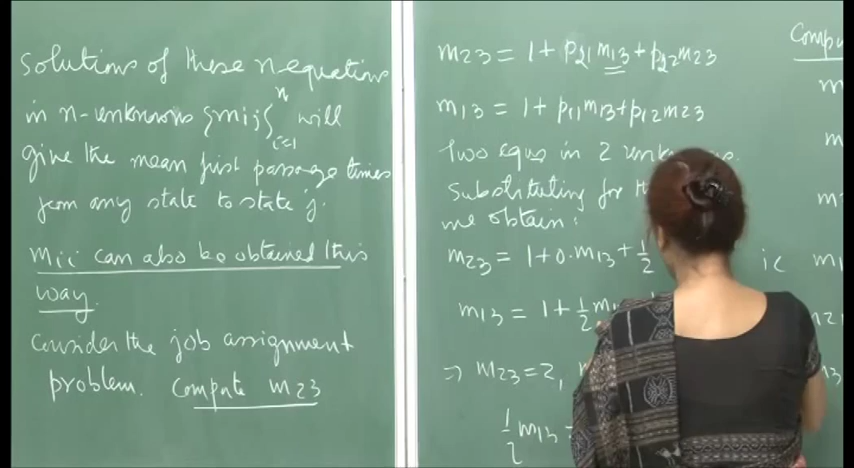 Solutions of these n equations
in n-unknowns {mij}ⁿᵢ₌₁ will
give the mean first passage times
from any state to state j.
mii can also be obtained this
way.
Consider the job assignment
problem. Compute m23
m23 = 1 + p21 m13 + p22 m23
m13 = 1 + p11 m13 + p12 m23
Two eqns in 2
Substituting for
we obtain:
m23 = 1 + 0. m13 + 1/2
m13 = 1 + 1/2 m
=> m23 = 2,
1/2 m13 =
ie